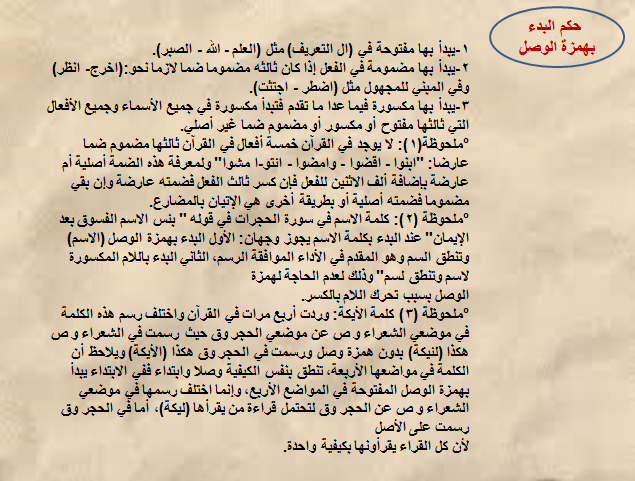 حكم البدء
بهمزة الوصل
١-يبدأ بها مفتوحة في (ال التعريف) مثل (العلم - الله - الصبر).
٢-يبدأ بها مضمومة في الفعل إذا كان ثالثه مضموما ضما لازما نحو:(اخرج- انظر)
وفي المبني للمجهول مثل (اضطر - اجتثت).
٣-يبدأ بها مكسورة فيما عدا ما تقدم فتبدأ مكسورة في جميع الأسماء وجميع الأفعال
التي ثالثها مفتوح أو مكسور أو مضموم ضما غير أصلي.
°ملحوظة(١): لا يوجد في القرآن خمسة أفعال في القرآن ثالثها مضموم ضما
عارضا: "ابنوا - اقضوا - وامضوا - انتو-ا مشوا" ولمعرفة هذه الضمة أصلية أم
عارضة بإضافة ألف الاثنين للفعل فإن كسر ثالث الفعل فضمته عارضة وإن بقي
مضموما فضمته أصلية أو بطريقة أخرى هي الإتيان بالمضارع.
°ملحوظة (٢): كلمة الاسم في سورة الحجرات في قوله " بنس الاسم الفسوق بعد
الإيمان" عند البدء بكلمة الاسم يجوز وجهان: الأول البدء بهمزة الوصل (الاسم)
وتنطق السم وهو المقدم في الأداء الموافقة الرسم، الثاني البدء باللام المكسورة
لاسم وتنطق لسم" وذلك لعدم الحاجة لهمزة
الوصل بسبب تحرك اللام بالكسر.
°ملحوظة (٣) كلمة الأيكة: وردت أربع مرات في القرآن واختلف رسم هذه الكلمة
في موضعي الشعراء و ص عن موضعي الحجر وق حيث رسمت في الشعراء و ص
هكذا (لنيكة) بدون همزة وصل ورسمت في الحجر وق هكذا (الأيكة) ويلاحظ أن
الكلمة في مواضعها الأربعة، تنطق بنفس الكيفية وصلا وابتداء ففي الابتداء يبدأ
بهمزة الوصل المفتوحة في المواضع الأربع، وإنما اختلف رسمها في موضعي
الشعراء و ص عن الحجر وق لتحتمل قراءة من يقرأها (ليكة)، أما في الحجر وق
رسمت على الأصل
لأن كل القراء يقرأونها بكيفية واحدة.